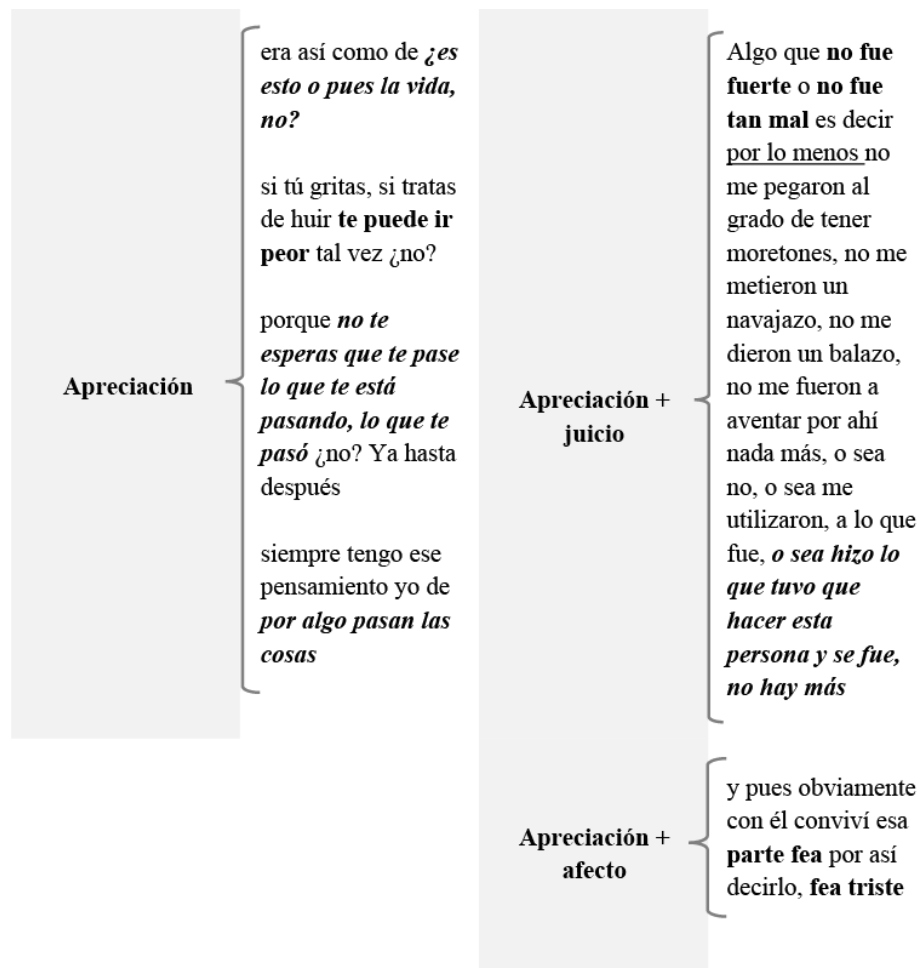 Apreciación
era así como de ¿es
esto o pues la vida,
no?
si tú gritas, si tratas
de huir te puede ir
peor tal vez ¿no?
porque no te
esperas que te pase
lo que te está
pasando, lo que te
pasó ¿no? Ya hasta
después
siempre tengo ese
pensamiento yo de
por algo pasan las
cosas
Apreciación +
juicio
Algo que no fue
fuerte o no fue
tan mal es decir
por lo menos no
me pegaron al
grado de tener
moretones, no me
metieron un
navajazo, no me
dieron un balazo,
no me fueron a
aventar por ahí
nada más, o sea
no, o sea me
utilizaron, a lo que
fue, o sea hizo lo
que tuvo que
hacer esta
persona y se fue,
no hay más
Apreciación +
afecto
y pues obviamente
con él conviví esa
parte fea por así
decirlo, fea triste